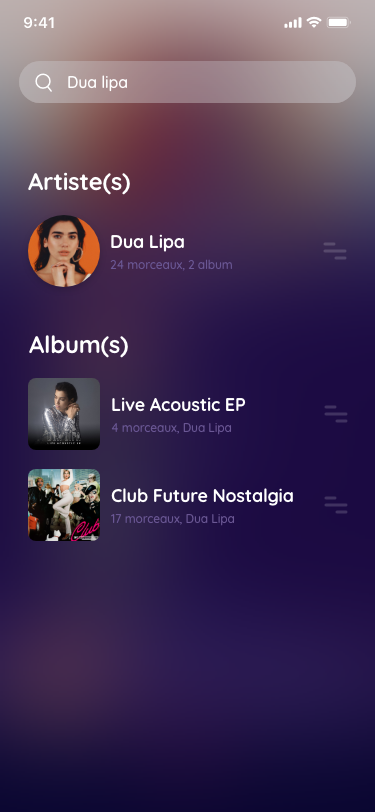 9:41
Dua lipa
Artiste(s)
Dua Lipa
24 morceaux, 2 album
Album(s)
Live Acoustic EP
4 morceaux, Dua Lipa
Club Future Nostalgia
17 morceaux, Dua Lipa
Club